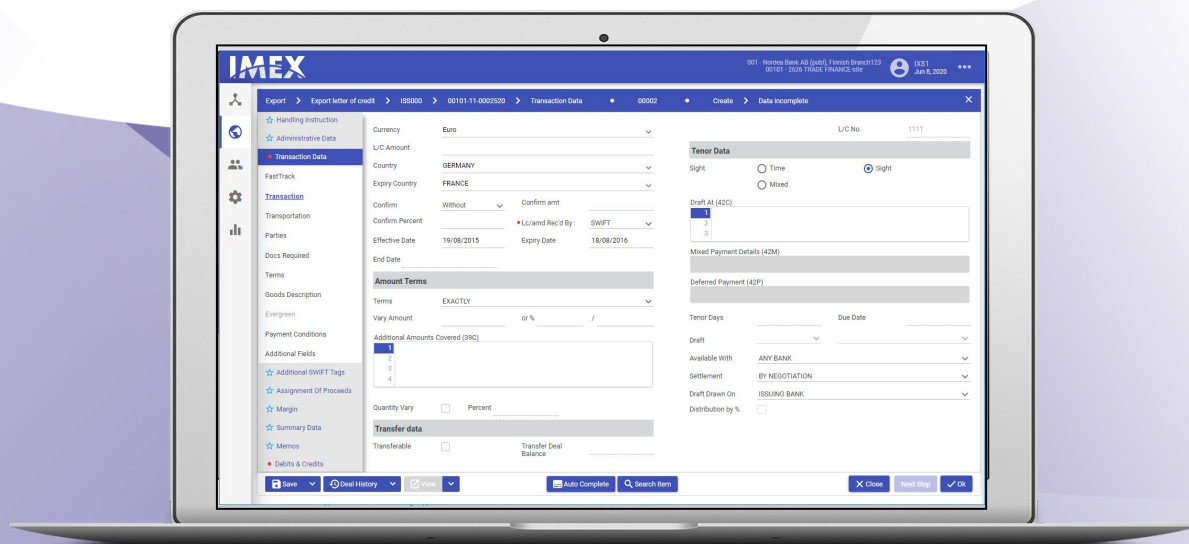 IMEX
001 - Nordea Bank AB (publ), Finnish Branch123
00101 - 2626 TRADE FINANCE-site
IXS1
Jun 8, 2020
Export > Export letter of credit > ISS000 > 00101-11-0002520 > Transaction Data • 00002 • Create > Data incomplete
Handling Instruction
Administrative Data
Transaction Data
FastTrack
Transaction
Transportation
Parties
Docs Required
Terms
Goods Description
Evergreen
Payment Conditions
Additional Fields
Additional SWIFT Tags
Assignment Of Proceeds
Margin
Summary Data
Memos
Debits & Credits
Currency Euro
L/C Amount
Country GERMANY
Expiry Country FRANCE
Confirm Without Confirm amt
Confirm Percent Lc/amd Rec'd By : SWIFT
Effective Date 19/08/2015 Expiry Date 18/08/2016
End Date
Amount Terms
Terms EXACTLY
Vary Amount or % /
Additional Amounts Covered (39C)
1
2
3
4
Quantity Vary Percent
Transfer data
Transferable Transfer Deal
Balance
L/C No. 1111
Tenor Data
Sight Time Sight
Mixed
Draft At (42C)
1
2
3
Mixed Payment Details (42M)
Deferred Payment (42P)
Tenor Days Due Date
Draft
Available With ANY BANK
Settlement BY NEGOTIATION
Draft Drawn On ISSUING BANK
Distribution by %
Save Deal History View Auto Complete Search Item Close Next Step Ok